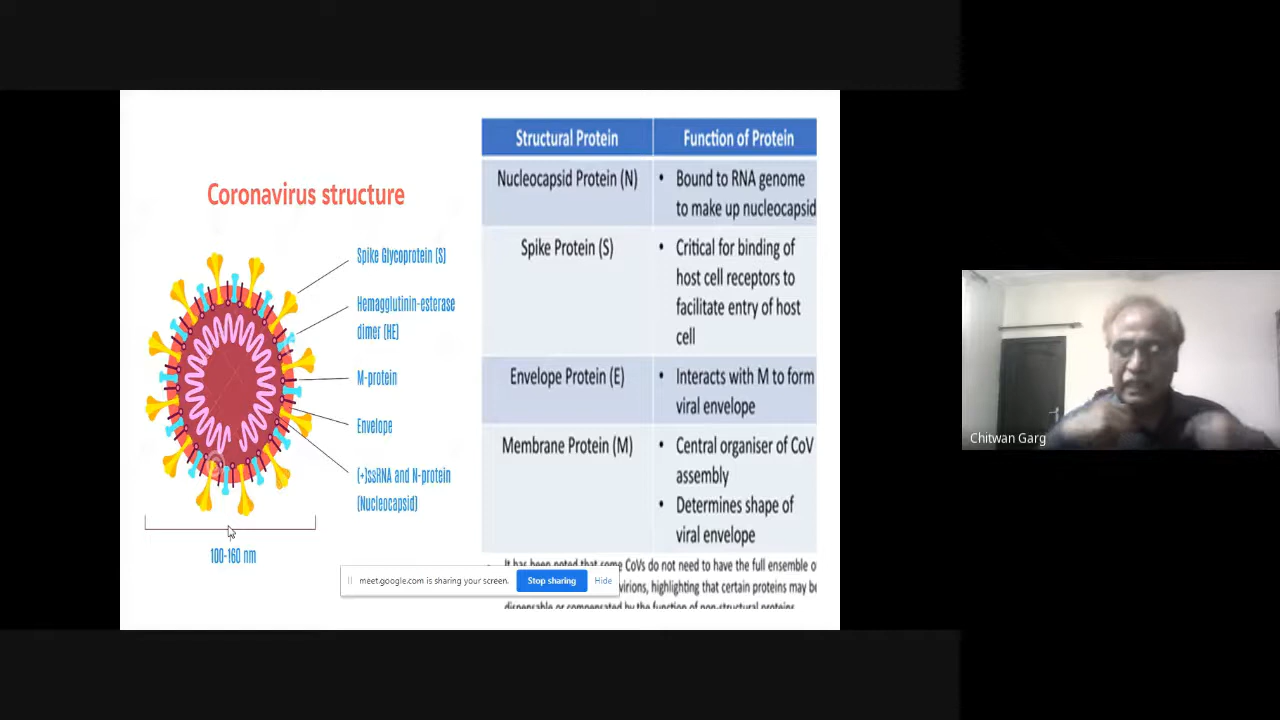 Coronavirus structure
Spike Glycoprotein (S)
Hemagglutinin-esterase
dimer (HE)
M-protein
Envelope
(+)ssRNA and N-protein
(Nucleocapsid)
100-160 nm
Structural Protein
Function of Protein
Nucleocapsid Protein (N)
• Bound to RNA genome
to make up nucleocapsid
Spike Protein (S)
• Critical for binding of
host cell receptors to
facilitate entry of host
cell
Envelope Protein (E)
• Interacts with M to form
viral envelope
Membrane Protein (M)
• Central organiser of CoV
assembly
• Determines shape of
viral envelope
It has been noted that some CoVs do not need to have the full ensemble o
virions, highlighting that certain proteins may be
dispensable or compensated by the function of non-structural proteins
meet.google.com is sharing your screen.
Stop sharing
Hide
Chitwan Garg